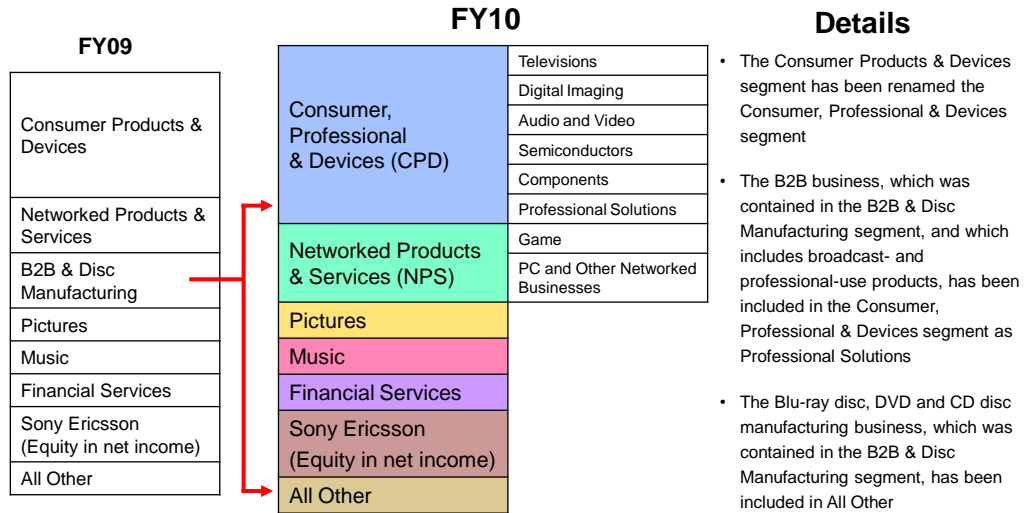 FY09
Consumer Products &
Devices
Networked Products &
Services
B2B & Disc
Manufacturing
Pictures
Music
Financial Services
Sony Ericsson
(Equity in net income)
All Other
FY10
Consumer,
Professional
& Devices (CPD)
Networked Products
& Services (NPS)
Pictures
Music
Financial Services
Sony Ericsson
(Equity in net income)
All Other
Televisions
Digital Imaging
Audio and Video
Semiconductors
Components
Professional Solutions
Game
PC and Other Networked
Businesses
Details
• The Consumer Products & Devices
segment has been renamed the
Consumer, Professional & Devices
segment
• The B2B business, which was
contained in the B2B & Disc
Manufacturing segment, and which
includes broadcast- and
professional-use products, has been
included in the Consumer,
Professional & Devices segment as
Professional Solutions
• The Blu-ray disc, DVD and CD disc
manufacturing business, which was
contained in the B2B & Disc
Manufacturing segment, has been
included in All Other